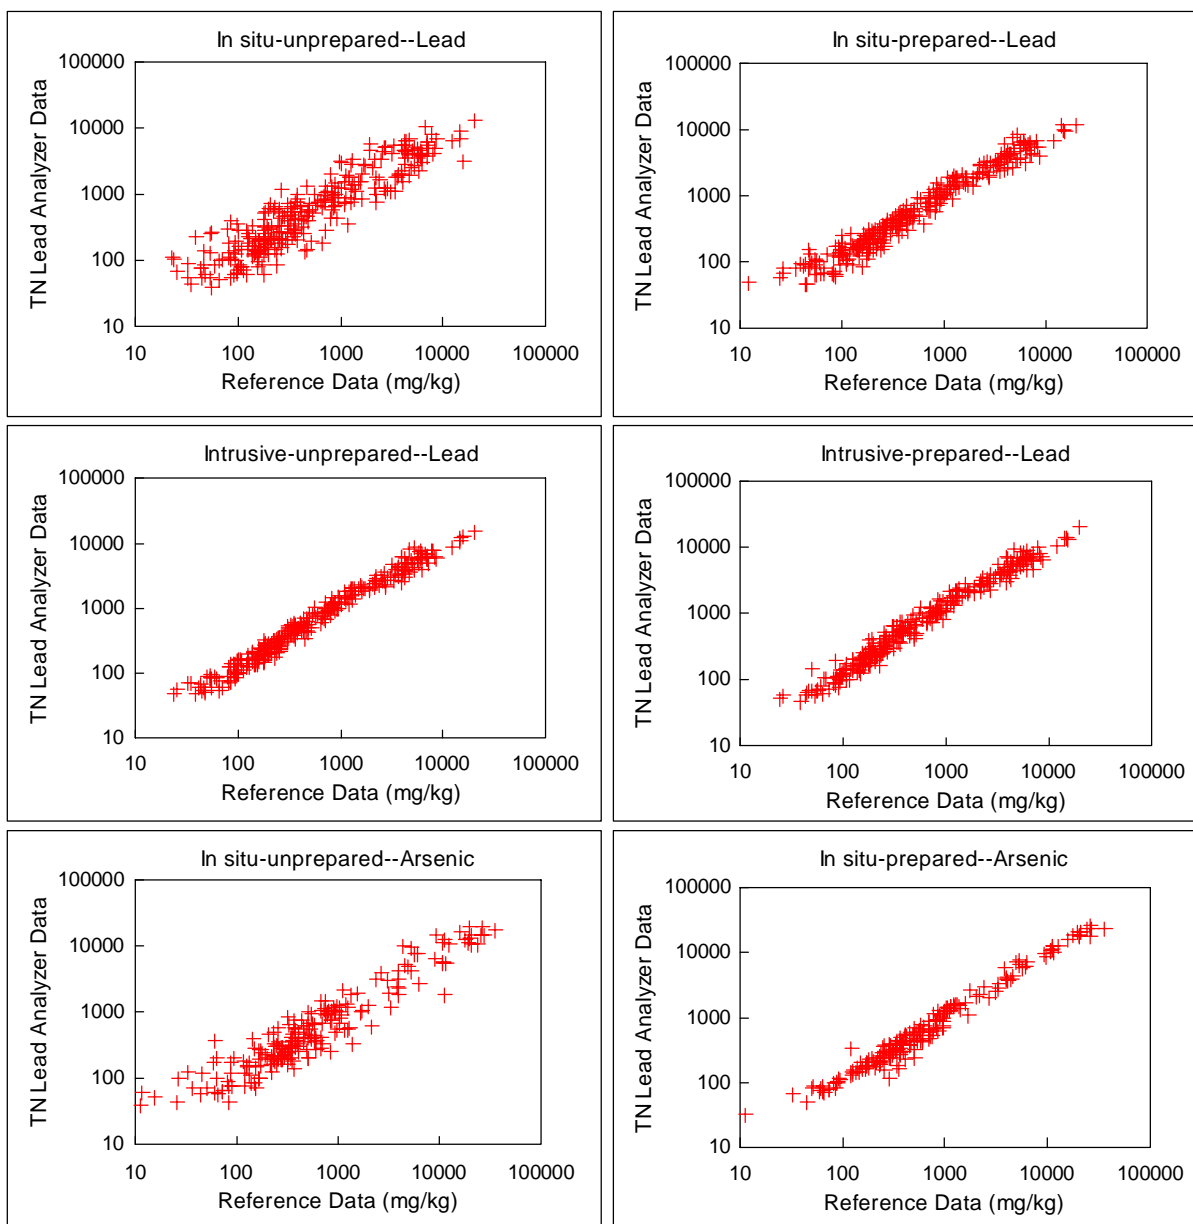 In situ-unprepared--Lead
100000
10000
1000
100
10
10 100 1000 10000 100000
TN Lead Analyzer Data
Reference Data (mg/kg)
In situ-prepared--Lead
100000
10000
1000
100
10
10 100 1000 10000 100000
TN Lead Analyzer Data
Reference Data (mg/kg)
Intrusive-unprepared--Lead
100000
10000
1000
100
10
10 100 1000 10000 100000
TN Lead Analyzer Data
Reference Data (mg/kg)
Intrusive-prepared--Lead
100000
10000
1000
100
10
10 100 1000 10000 100000
TN Lead Analyzer Data
Reference Data (mg/kg)
In situ-unprepared--Arsenic
100000
10000
1000
100
10
10 100 1000 10000 100000
TN Lead Analyzer Data
Reference Data (mg/kg)
In situ-prepared--Arsenic
100000
10000
1000
100
10
10 100 1000 10000 100000
TN Lead Analyzer Data
Reference Data (mg/kg)